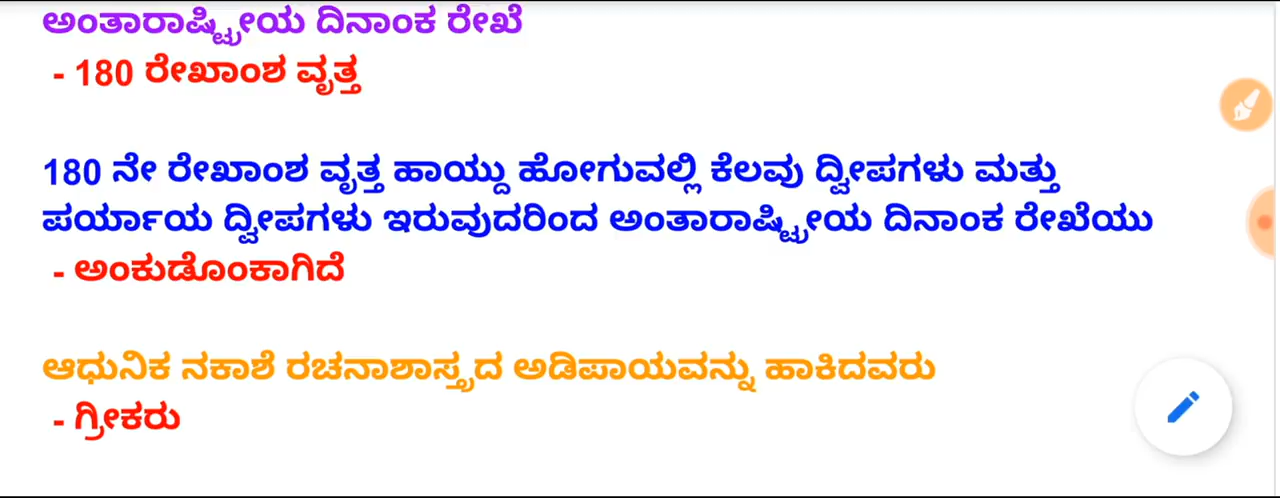 ಅಂತಾರಾಷ್ಟ್ರೀಯ ದಿನಾಂಕ ರೇಖೆ
- 180 ರೇಖಾಂಶ ವೃತ್ತ
180 ನೇ ರೇಖಾಂಶ ವೃತ್ತ ಹಾಯ್ದು ಹೋಗುವಲ್ಲಿ ಕೆಲವು ದ್ವೀಪಗಳು ಮತ್ತು
ಪರ್ಯಾಯ ದ್ವೀಪಗಳು ಇರುವುದರಿಂದ ಅಂತಾರಾಷ್ಟ್ರೀಯ ದಿನಾಂಕ ರೇಖೆಯು
- ಅಂಕುಡೊಂಕಾಗಿದೆ
ಆಧುನಿಕ ನಕಾಶೆ ರಚನಾಶಾಸ್ತ್ರದ ಅಡಿಪಾಯವನ್ನು ಹಾಕಿದವರು
- ಗ್ರೀಕರು